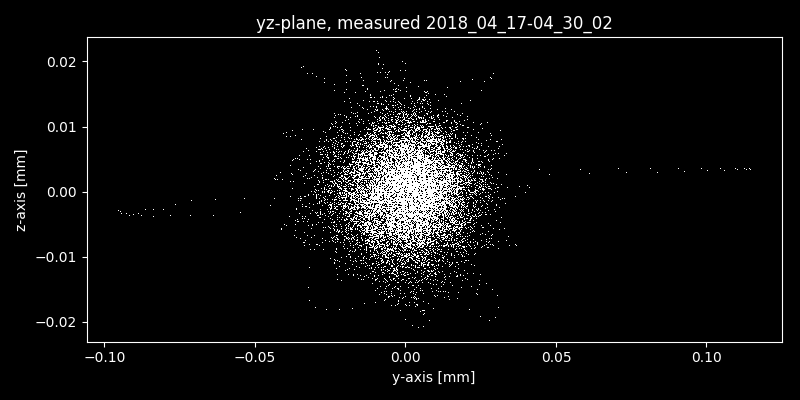 yz-plane, measured 2018_04_17-04_30_02
0.02
0.01
0.00
−0.01
−0.02
z-axis [mm]
−0.10 −0.05 0.00 0.05 0.10
y-axis [mm]